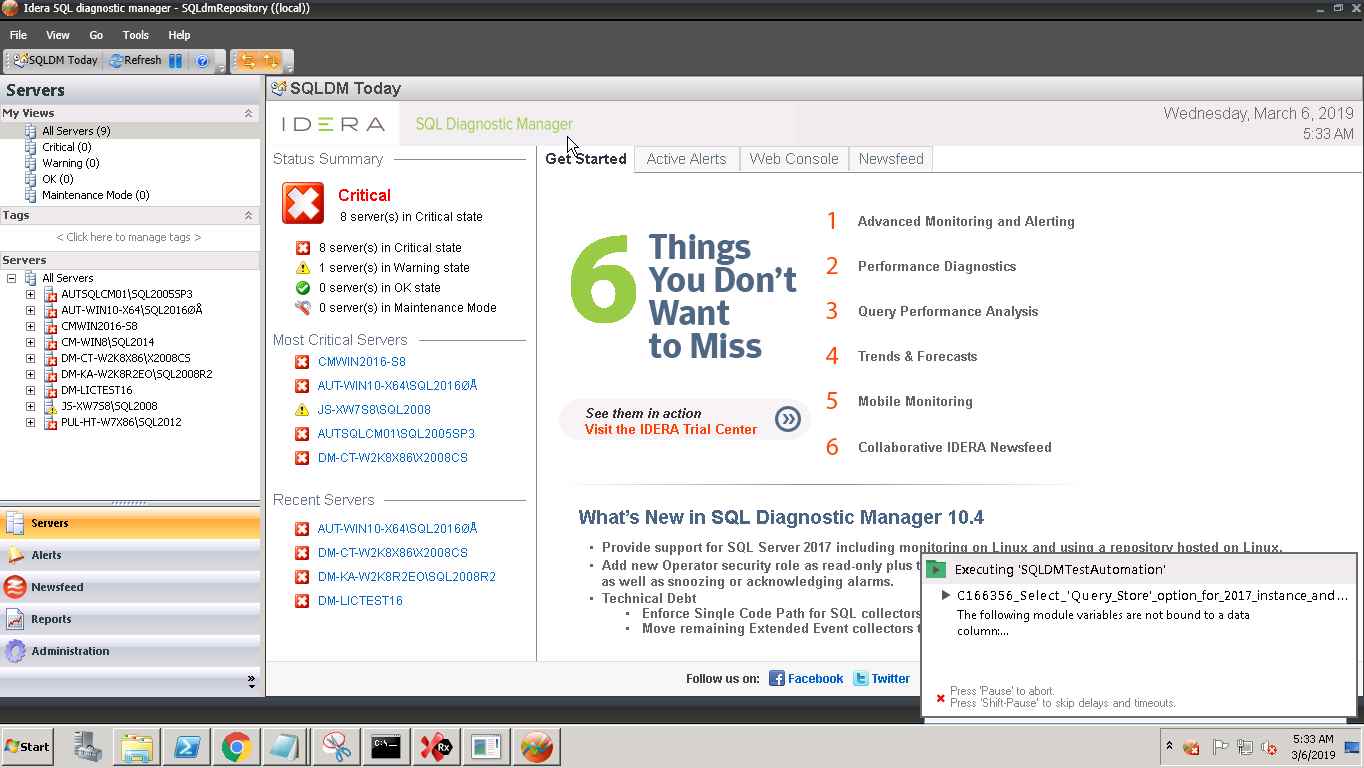 Idera SQL diagnostic manager - SQLdmRepository ((local))
File View Go Tools Help
SQLDM Today Refresh
Servers
My Views
All Servers (9)
Critical (0)
Warning (0)
OK (0)
Maintenance Mode (0)
Tags
< Click here to manage tags >
Servers
All Servers
AUTSQLCM01\SQL2005SP3
AUT-WIN10-X64\SQL2016ØÅ
CMWIN2016-S8
CM-WIN8\SQL2014
DM-CT-W2K8X86\X2008CS
DM-KA-W2K8R2EO\SQL2008R2
DM-LICTEST16
JS-XW7S8\SQL2008
PUL-HT-W7X86\SQL2012
Servers
Alerts
Newsfeed
Reports
Administration
SQLDM Today
IDERA SQL Diagnostic Manager
Wednesday, March 6, 2019
5:33 AM
Status Summary
Critical
8 server(s) in Critical state
8 server(s) in Critical state
1 server(s) in Warning state
0 server(s) in OK state
0 server(s) in Maintenance Mode
Most Critical Servers
CMWIN2016-S8
AUT-WIN10-X64\SQL2016ØÅ
JS-XW7S8\SQL2008
AUTSQLCM01\SQL2005SP3
DM-CT-W2K8X86\X2008CS
Recent Servers
AUT-WIN10-X64\SQL2016ØÅ
DM-CT-W2K8X86\X2008CS
DM-KA-W2K8R2EO\SQL2008R2
DM-LICTEST16
Get Started Active Alerts Web Console Newsfeed
6 Things
You Don't
Want
to Miss
See them in action
Visit the IDERA Trial Center
1 Advanced Monitoring and Alerting
2 Performance Diagnostics
3 Query Performance Analysis
4 Trends & Forecasts
5 Mobile Monitoring
6 Collaborative IDERA Newsfeed
What's New in SQL Diagnostic Manager 10.4
• Provide support for SQL Server 2017 including monitoring on Linux and using a repository hosted on Linux.
• Add new Operator security role as read-only plus
as well as snoozing or acknowledging alarms.
• Technical Debt
• Enforce Single Code Path for SQL collectors
• Move remaining Extended Event collectors
Follow us on: Facebook Twitter
Executing 'SQLDMTestAutomation'
C166356_Select_'Query_Store'_option_for_2017_instance_and...
The following module variables are not bound to a data
column:...
Press 'Pause' to abort.
Press 'Shift-Pause' to skip delays and timeouts.
Start
5:33 AM
3/6/2019